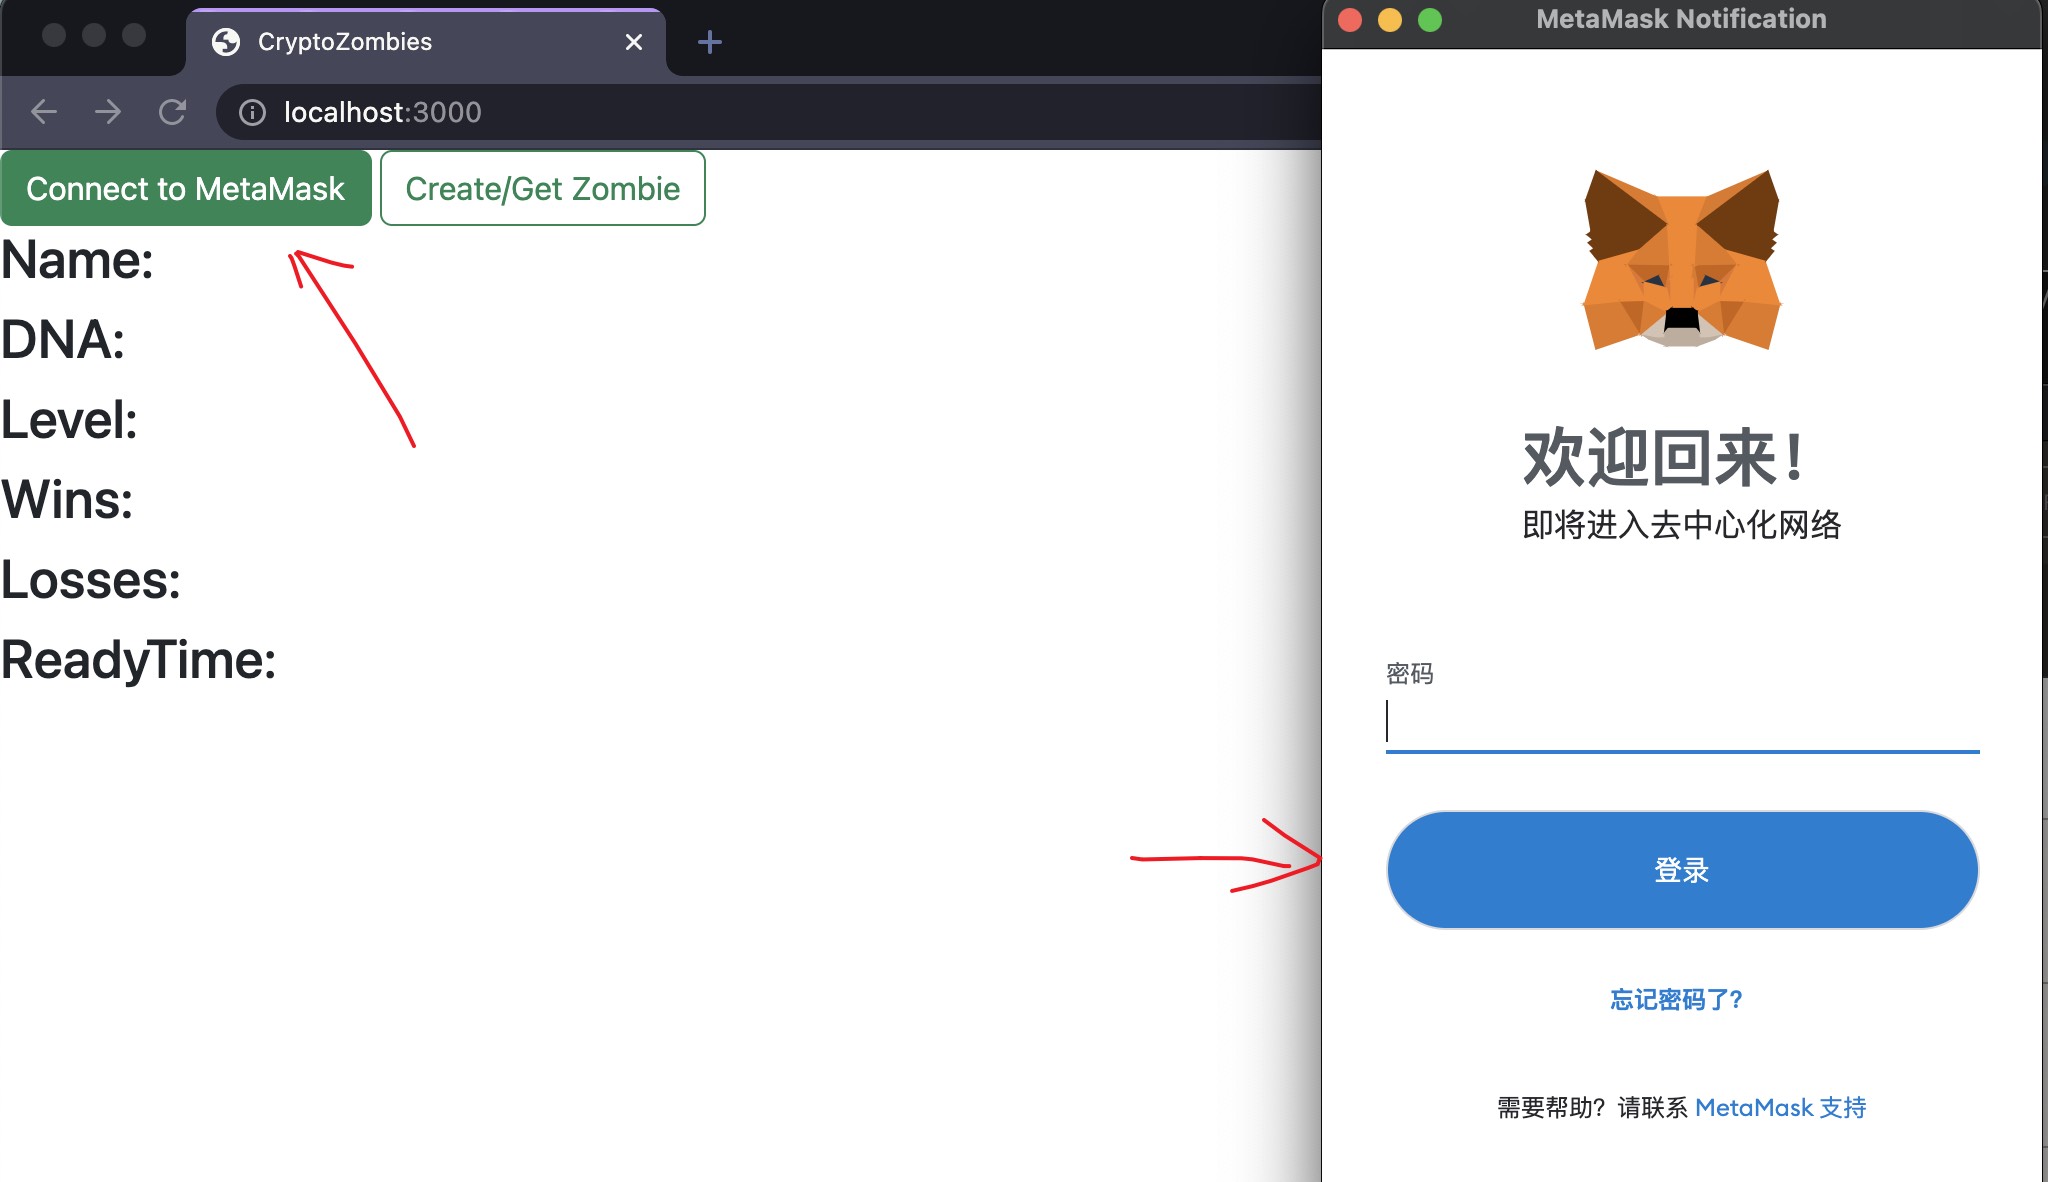 CryptoZombies
localhost:3000
Connect to MetaMask
Create/Get Zombie
Name:
DNA:
Level:
Wins:
Losses:
ReadyTime:
MetaMask Notification
欢迎回来！
即将进入去中心化网络
密码
登录
忘记密码了?
需要帮助？请联系 MetaMask 支持